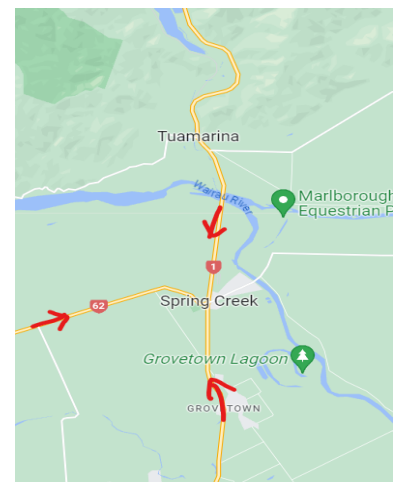 Tuamarina
Wairau River
Marlborough
Equestrian P
1
62
Spring Creek
Grovetown Lagoon
GROVETOWN